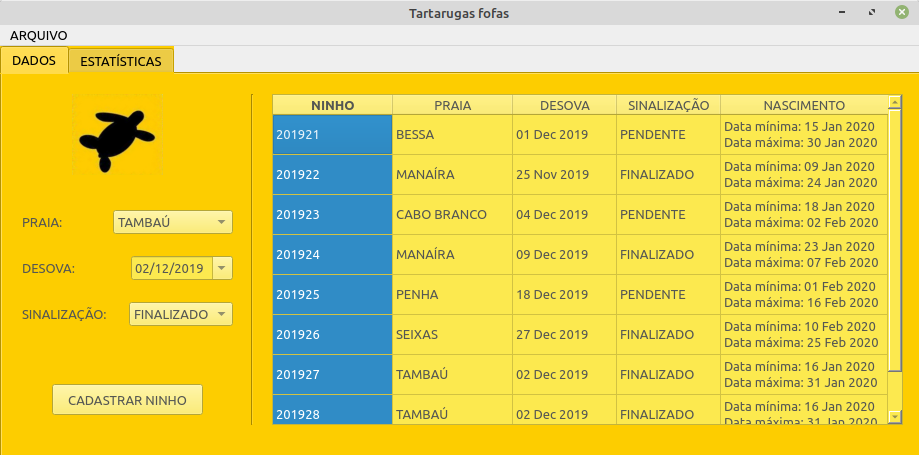 Tartarugas fofas
ARQUIVO
DADOS ESTATÍSTICAS
PRAIA: TAMBAÚ
DESOVA: 02/12/2019
SINALIZAÇÃO: FINALIZADO
CADASTRAR NINHO
NINHO PRAIA DESOVA SINALIZAÇÃO NASCIMENTO
201921 BESSA 01 Dec 2019 PENDENTE Data mínima: 15 Jan 2020
Data máxima: 30 Jan 2020
201922 MANAÍRA 25 Nov 2019 FINALIZADO Data mínima: 09 Jan 2020
Data máxima: 24 Jan 2020
201923 CABO BRANCO 04 Dec 2019 PENDENTE Data mínima: 18 Jan 2020
Data máxima: 02 Feb 2020
201924 MANAÍRA 09 Dec 2019 FINALIZADO Data mínima: 23 Jan 2020
Data máxima: 07 Feb 2020
201925 PENHA 18 Dec 2019 PENDENTE Data mínima: 01 Feb 2020
Data máxima: 16 Feb 2020
201926 SEIXAS 27 Dec 2019 FINALIZADO Data mínima: 10 Feb 2020
Data máxima: 25 Feb 2020
201927 TAMBAÚ 02 Dec 2019 FINALIZADO Data mínima: 16 Jan 2020
Data máxima: 31 Jan 2020
201928 TAMBAÚ 02 Dec 2019 FINALIZADO Data mínima: 16 Jan 2020
Data máxima: 31 Jan 2020